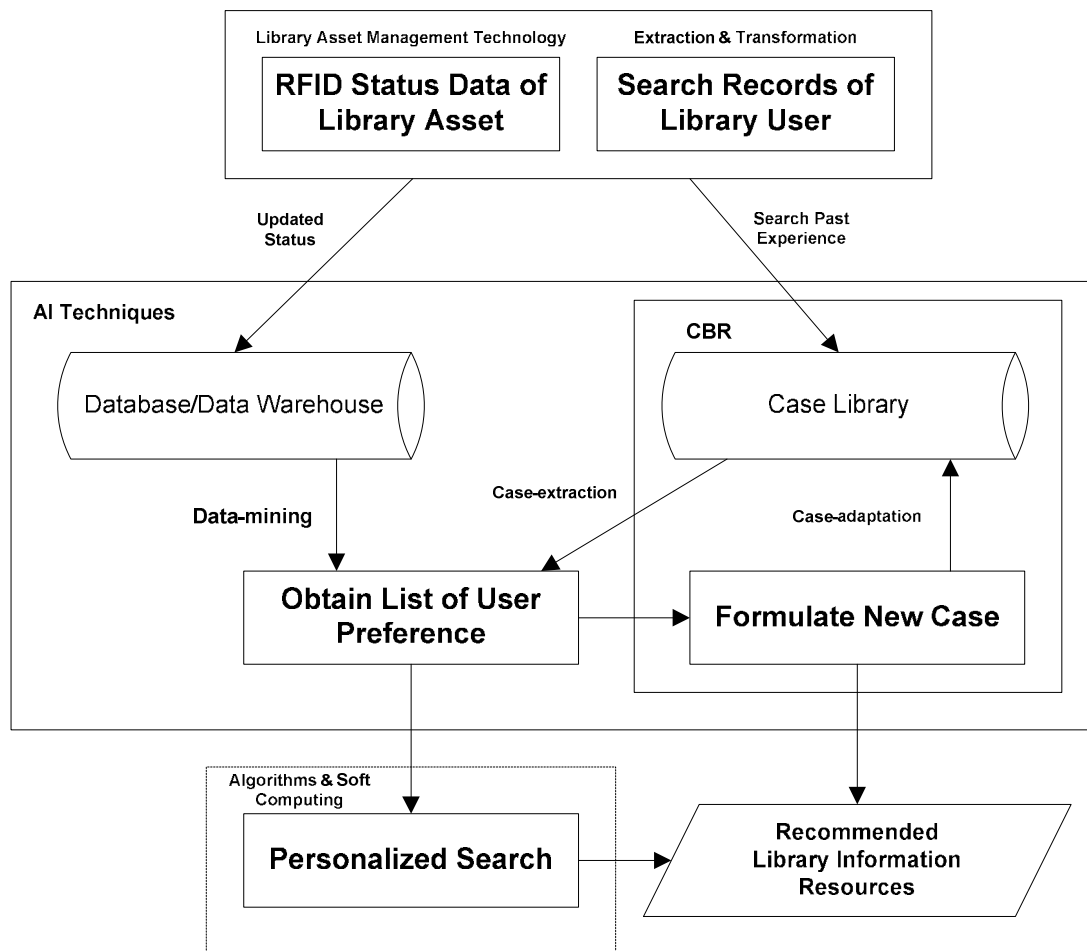 Library Asset Management Technology
Extraction & Transformation
RFID Status Data of
Library Asset
Search Records of
Library User
Updated
Status
Search Past
Experience
AI Techniques
CBR
Database/Data Warehouse
Case Library
Data-mining
Case-extraction
Case-adaptation
Obtain List of User
Preference
Formulate New Case
Algorithms & Soft
Computing
Personalized Search
Recommended
Library Information
Resources